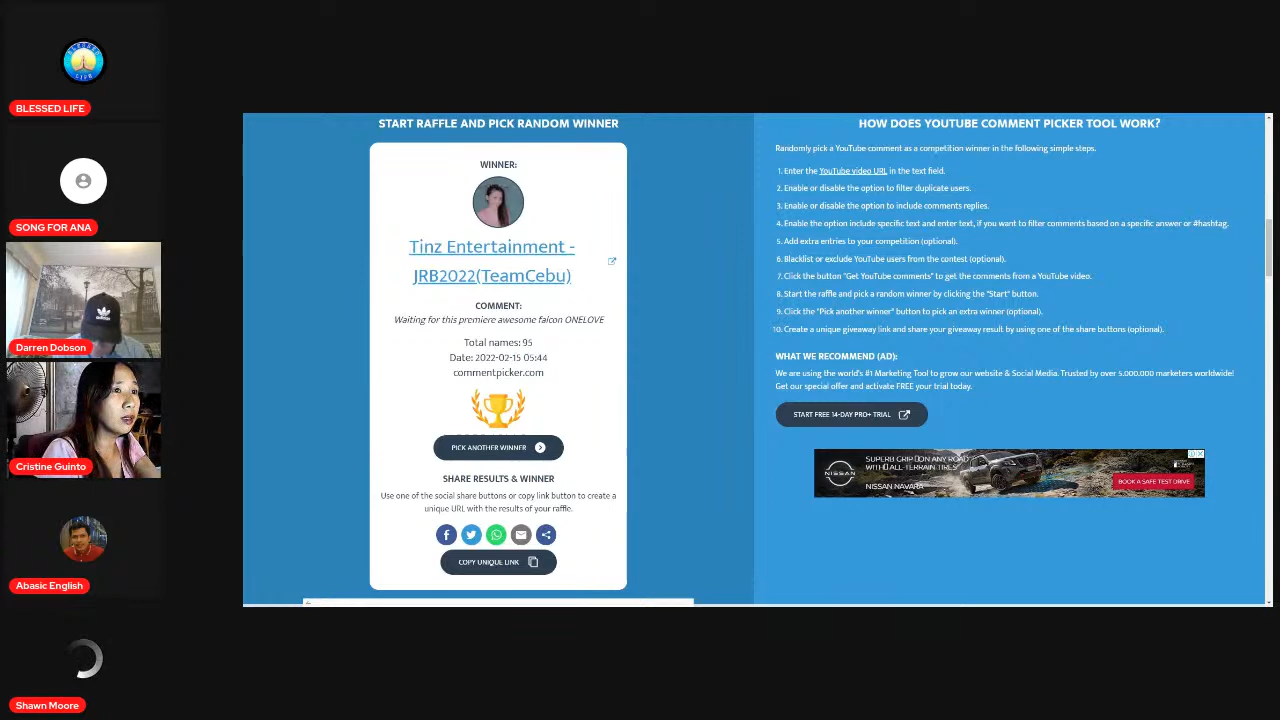 BLESSED LIFE
BLESSED LIFE
SONG FOR ANA
Darren Dobson
Cristine Guinto
Abasic English
Shawn Moore
START RAFFLE AND PICK RANDOM WINNER
WINNER:
Tinz Entertainment -
JRB2022(TeamCebu)
COMMENT:
Waiting for this premiere awesome falcon ONELOVE
Total names: 95
Date: 2022-02-15 05:44
commentpicker.com
PICK ANOTHER WINNER
SHARE RESULTS & WINNER
Use one of the social share buttons or copy link button to create a
unique URL with the results of your raffle.
COPY UNIQUE LINK
HOW DOES YOUTUBE COMMENT PICKER TOOL WORK?
Randomly pick a YouTube comment as a competition winner in the following simple steps.
1. Enter the YouTube video URL in the text field.
2. Enable or disable the option to filter duplicate users.
3. Enable or disable the option to include comments replies.
4. Enable the option include specific text and enter text, if you want to filter comments based on a specific answer or #hashtag.
5. Add extra entries to your competition (optional).
6. Blacklist or exclude YouTube users from the contest (optional).
7. Click the button "Get YouTube comments" to get the comments from a YouTube video.
8. Start the raffle and pick a random winner by clicking the "Start" button.
9. Click the "Pick another winner" button to pick an extra winner (optional).
10. Create a unique giveaway link and share your giveaway result by using one of the share buttons (optional).
WHAT WE RECOMMEND (AD):
We are using the world's #1 Marketing Tool to grow our website & Social Media. Trusted by over 5.000.000 marketers worldwide!
Get our special offer and activate FREE your trial today.
START FREE 14-DAY PRO+ TRIAL
NISSAN
SUPERB GRIP ON ANY ROAD
WITH ALL-TERRAIN TIRES
NISSAN NAVARA
BOOK A SAFE TEST DRIVE